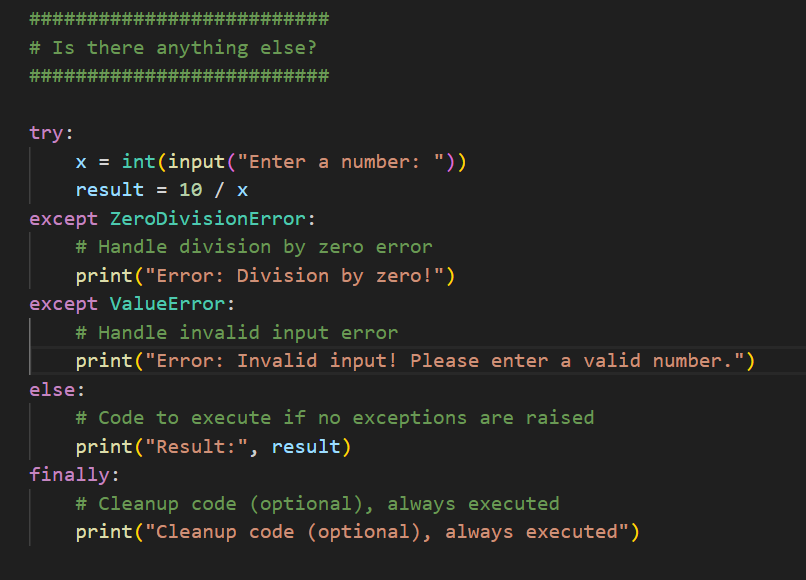 ##########################
# Is there anything else?
##########################
try:
    x = int(input("Enter a number: "))
    result = 10 / x
except ZeroDivisionError:
    # Handle division by zero error
    print("Error: Division by zero!")
except ValueError:
    # Handle invalid input error
    print("Error: Invalid input! Please enter a valid number.")
else:
    # Code to execute if no exceptions are raised
    print("Result:", result)
finally:
    # Cleanup code (optional), always executed
    print("Cleanup code (optional), always executed")